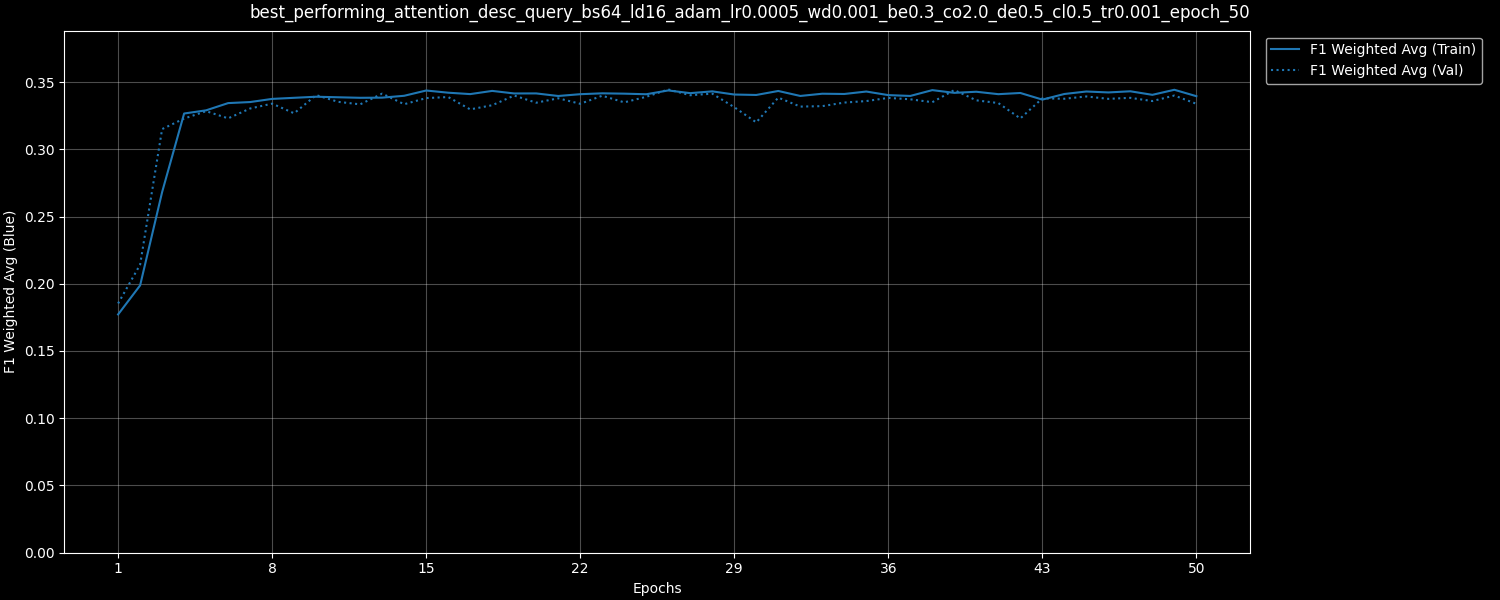 best_performing_attention_desc_query_bs64_ld16_adam_lr0.0005_wd0.001_be0.3_co2.0_de0.5_cl0.5_tr0.001_epoch_50
F1 Weighted Avg (Train)
F1 Weighted Avg (Val)
F1 Weighted Avg (Blue)
0.35
0.30
0.25
0.20
0.15
0.10
0.05
0.00
1 8 15 22 29 36 43 50
Epochs